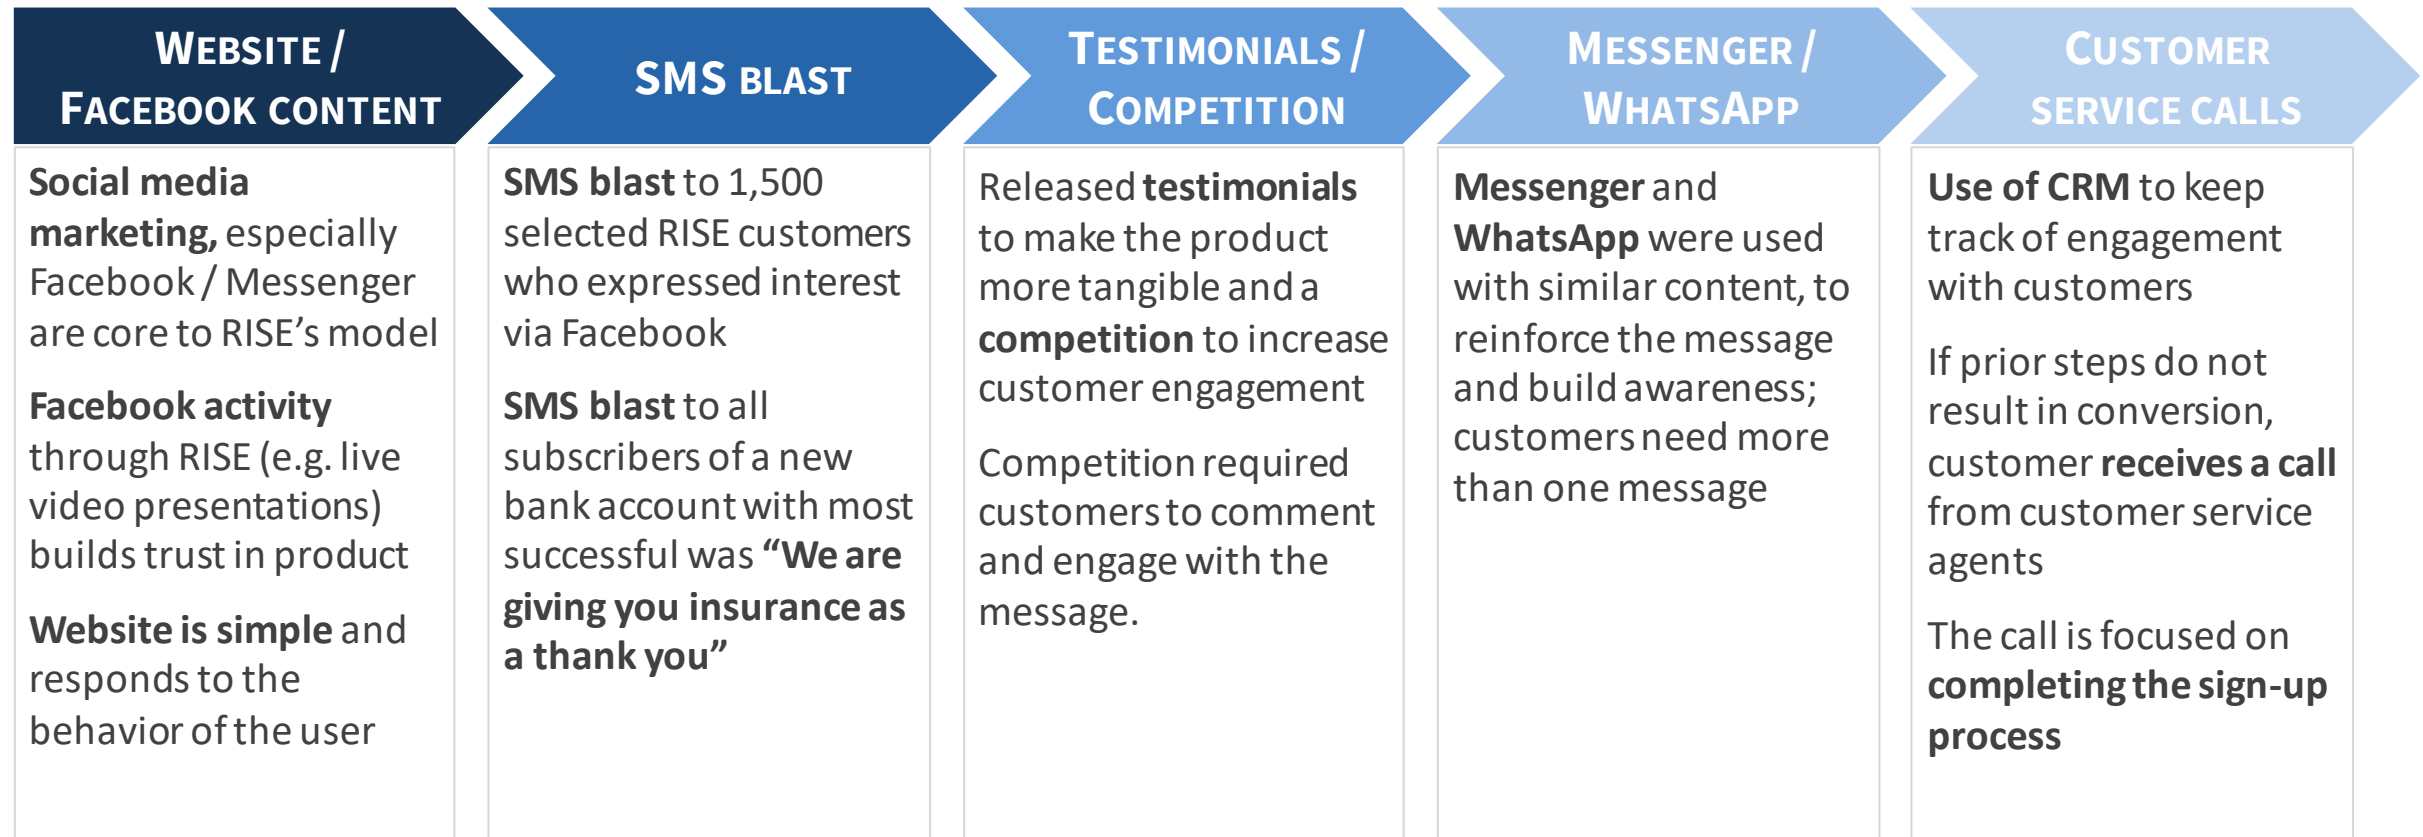 WEBSITE /
FACEBOOK CONTENT
Social media
marketing, especially
Facebook / Messenger
are core to RISE’s model
Facebook activity
through RISE (e.g. live
video presentations)
builds trust in product
Website is simple and
responds to the
behavior of the user
SMS BLAST
SMS blast to 1,500
selected RISE customers
who expressed interest
via Facebook
SMS blast to all
subscribers of a new
bank account with most
successful was “We are
giving you insurance as
a thank you”
TESTIMONIALS /
COMPETITION
Released testimonials
to make the product
more tangible and a
competition to increase
customer engagement
Competition required
customers to comment
and engage with the
message.
MESSENGER /
WHATSAPP
Messenger and
WhatsApp were used
with similar content, to
reinforce the message
and build awareness;
customers need more
than one message
CUSTOMER
SERVICE CALLS
Use of CRM to keep
track of engagement
with customers
If prior steps do not
result in conversion,
customer receives a call
from customer service
agents
The call is focused on
completing the sign-up
process